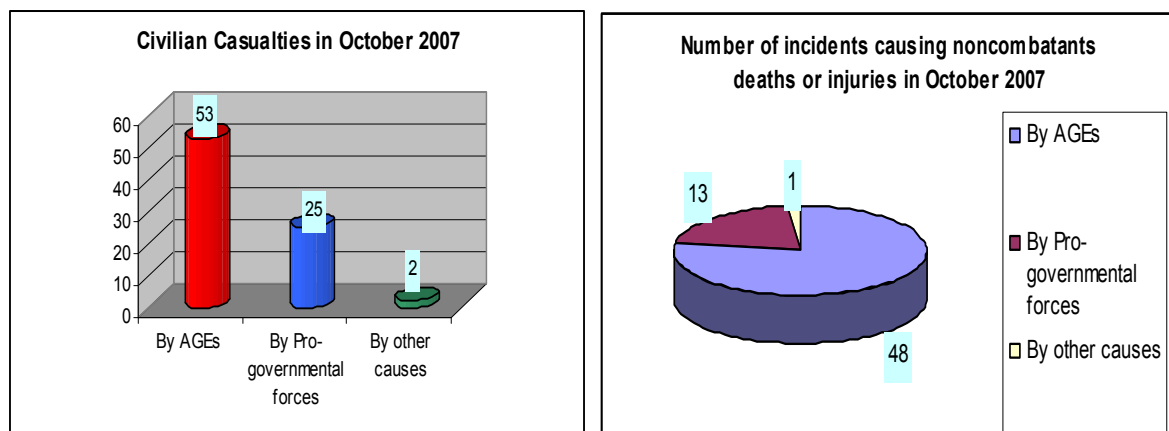 Civilian Casualties in October 2007
60
50
40
30
20
10
0
53
25
2
By AGEs
By Pro-
governmental
forces
By other
causes
Number of incidents causing noncombatants
deaths or injuries in October 2007
13
1
48
By AGEs
By Pro-
governmental
forces
By other causes